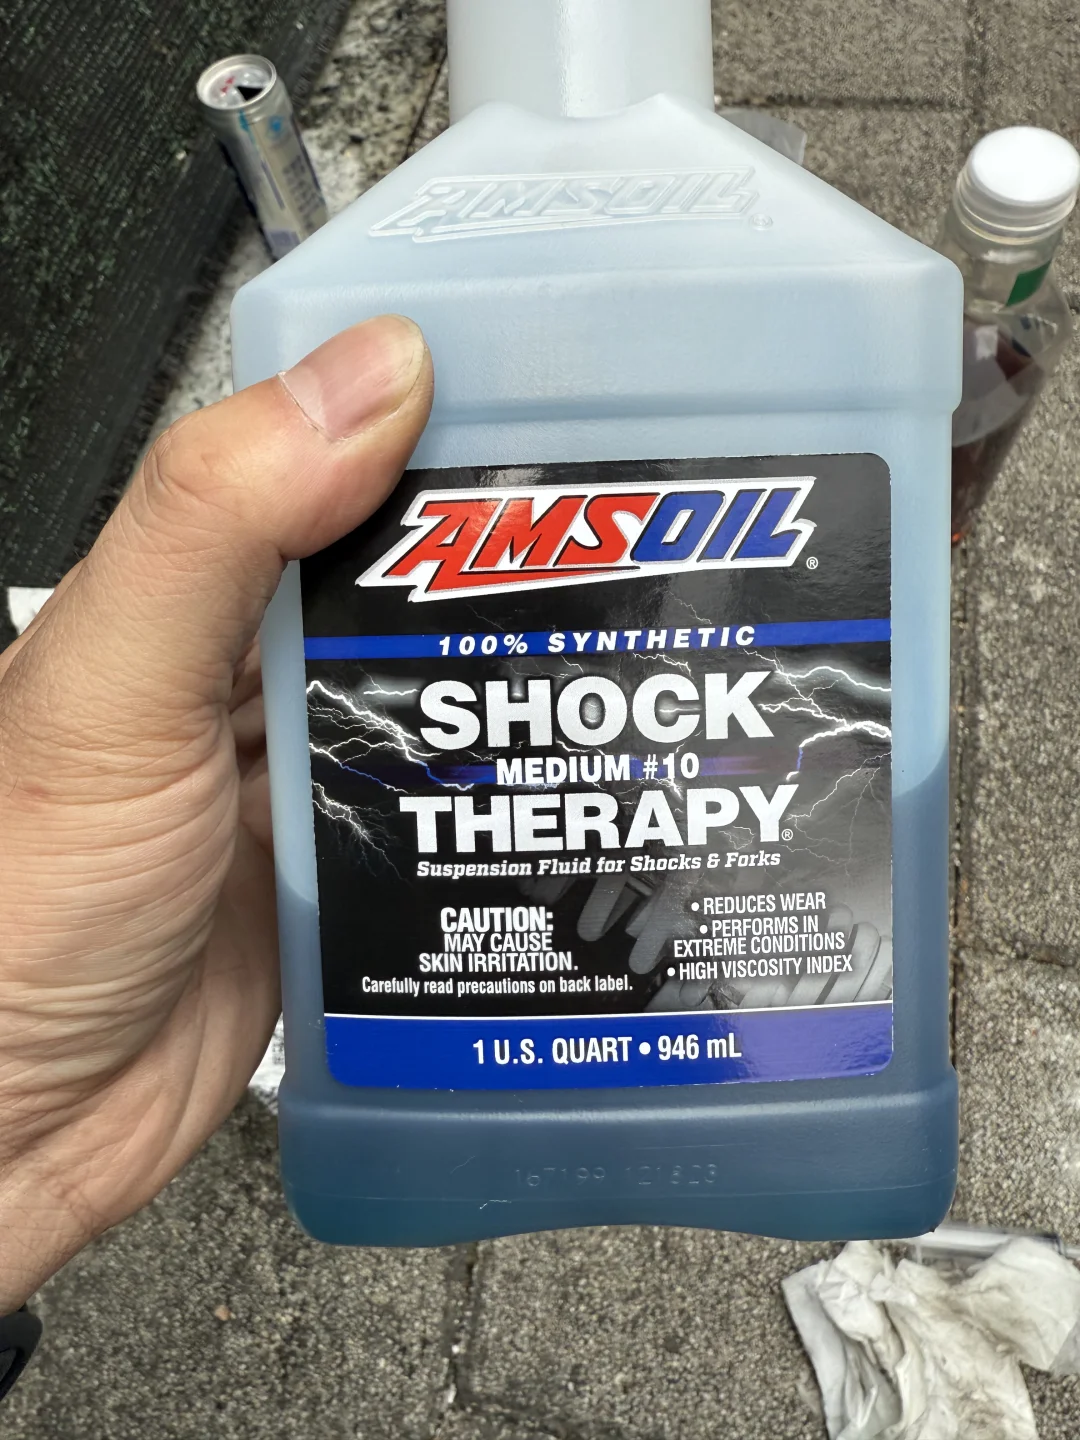 AMSOIL®
AMSOIL®
100% SYNTHETIC
SHOCK
MEDIUM #10
THERAPY®
Suspension Fluid for Shocks & Forks
CAUTION:
MAY CAUSE
SKIN IRRITATION.
Carefully read precautions on back label.
• REDUCES WEAR
• PERFORMS IN
EXTREME CONDITIONS
• HIGH VISCOSITY INDEX
1 U.S. QUART • 946 mL